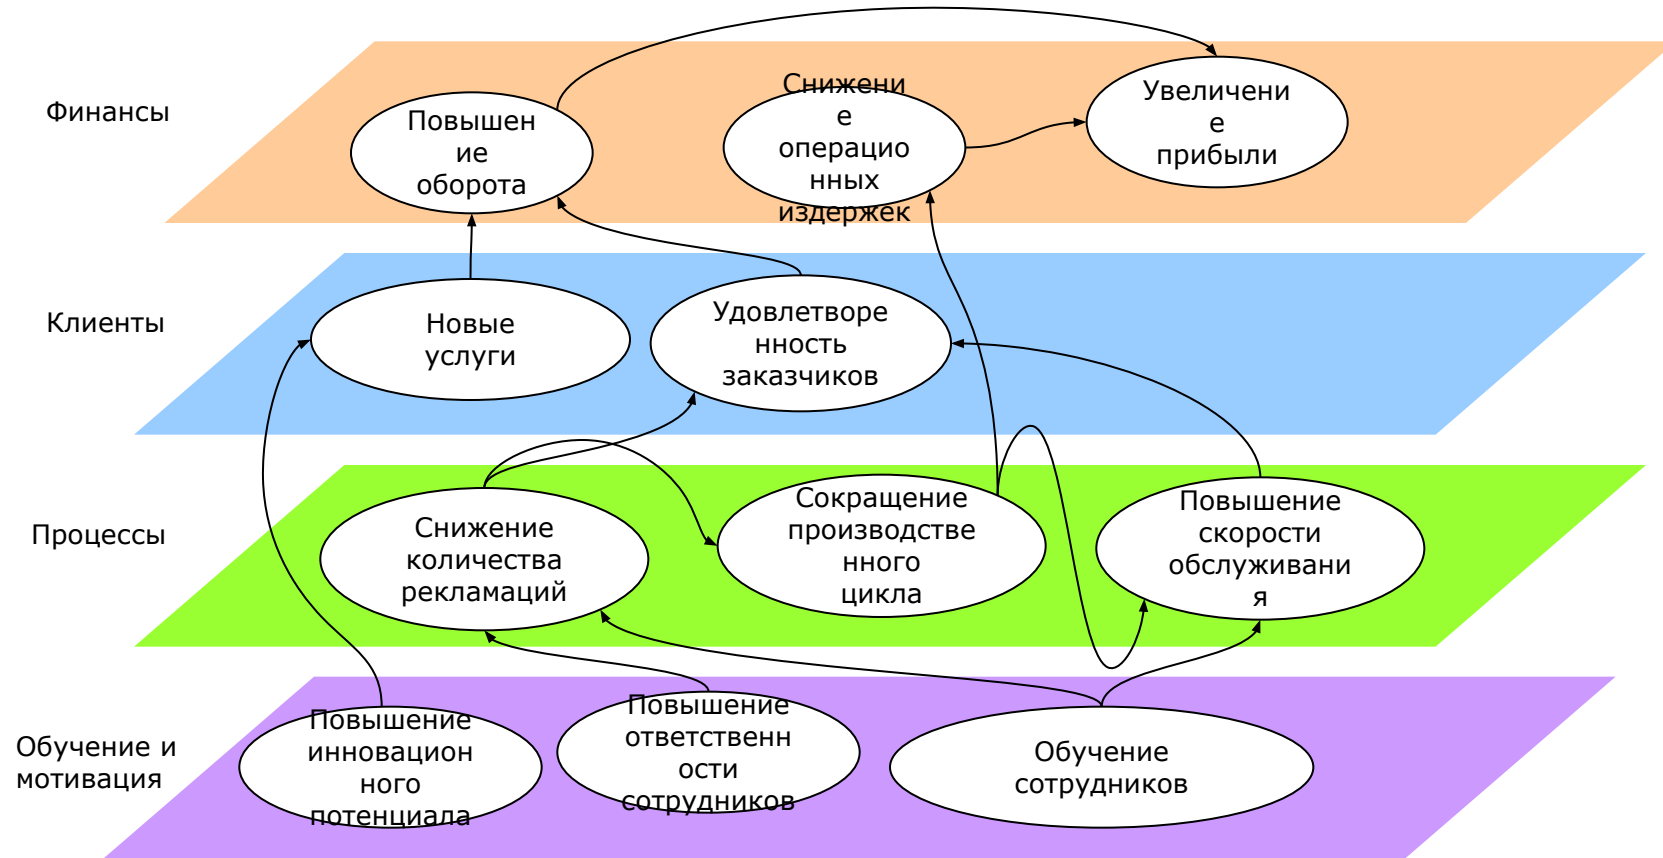 Финансы
Повышен
ие
оборота
Снижени
е
операцио
нных
издержек
Увеличени
е
прибыли
Клиенты
Новые
услуги
Удовлетворе
нность
заказчиков
Процессы
Снижение
количества
рекламаций
Сокращение
производстве
нного
цикла
Повышение
скорости
обслуживани
я
Обучение и
мотивация
Повышение
инновацион
ного
потенциала
Повышение
ответственн
ости
сотрудников
Обучение
сотрудников